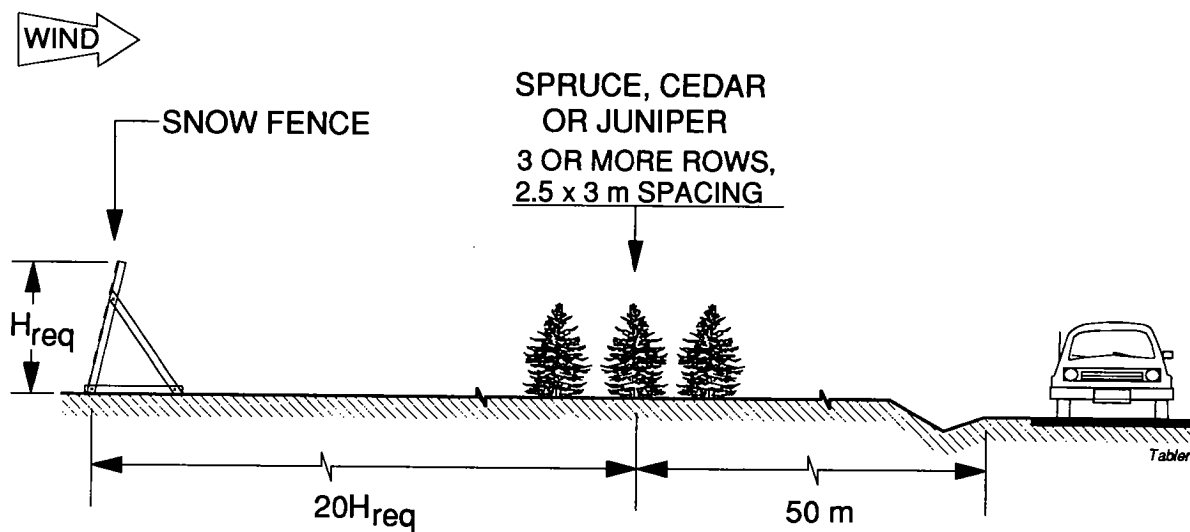 WIND
SNOW FENCE
SPRUCE, CEDAR
OR JUNIPER
3 OR MORE ROWS,
2.5 x 3 m SPACING
Hreq
Tabler
20Hreq
50 m